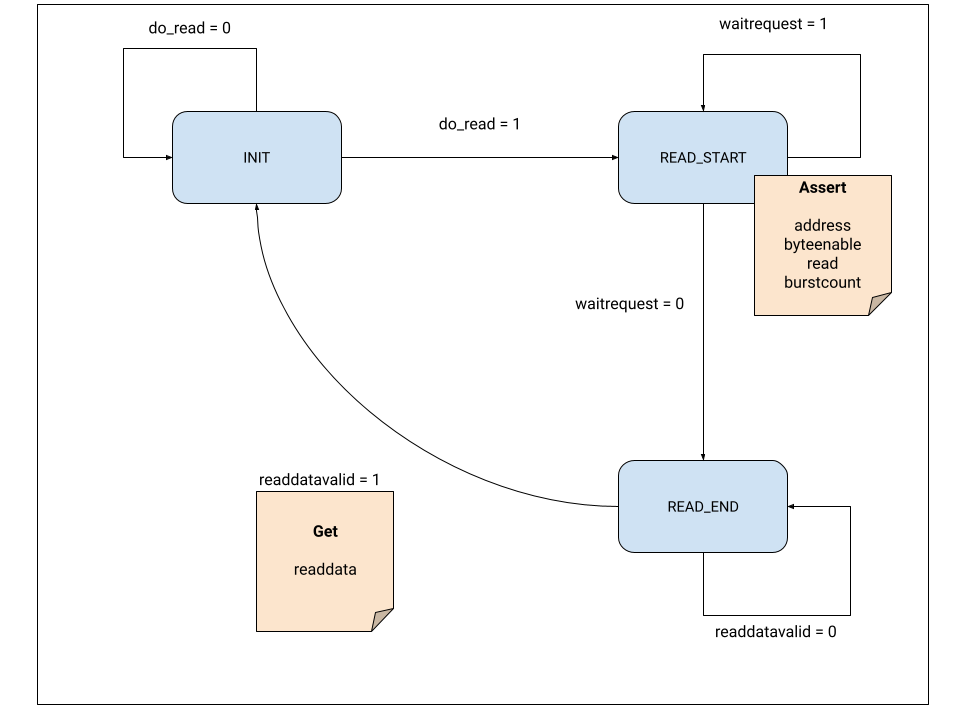 do_read = 0
waitrequest = 1
do_read = 1
INIT
READ_START
Assert
address
byteenable
read
burstcount
waitrequest = 0
readdatavalid = 1
Get
readdata
READ_END
readdatavalid = 0